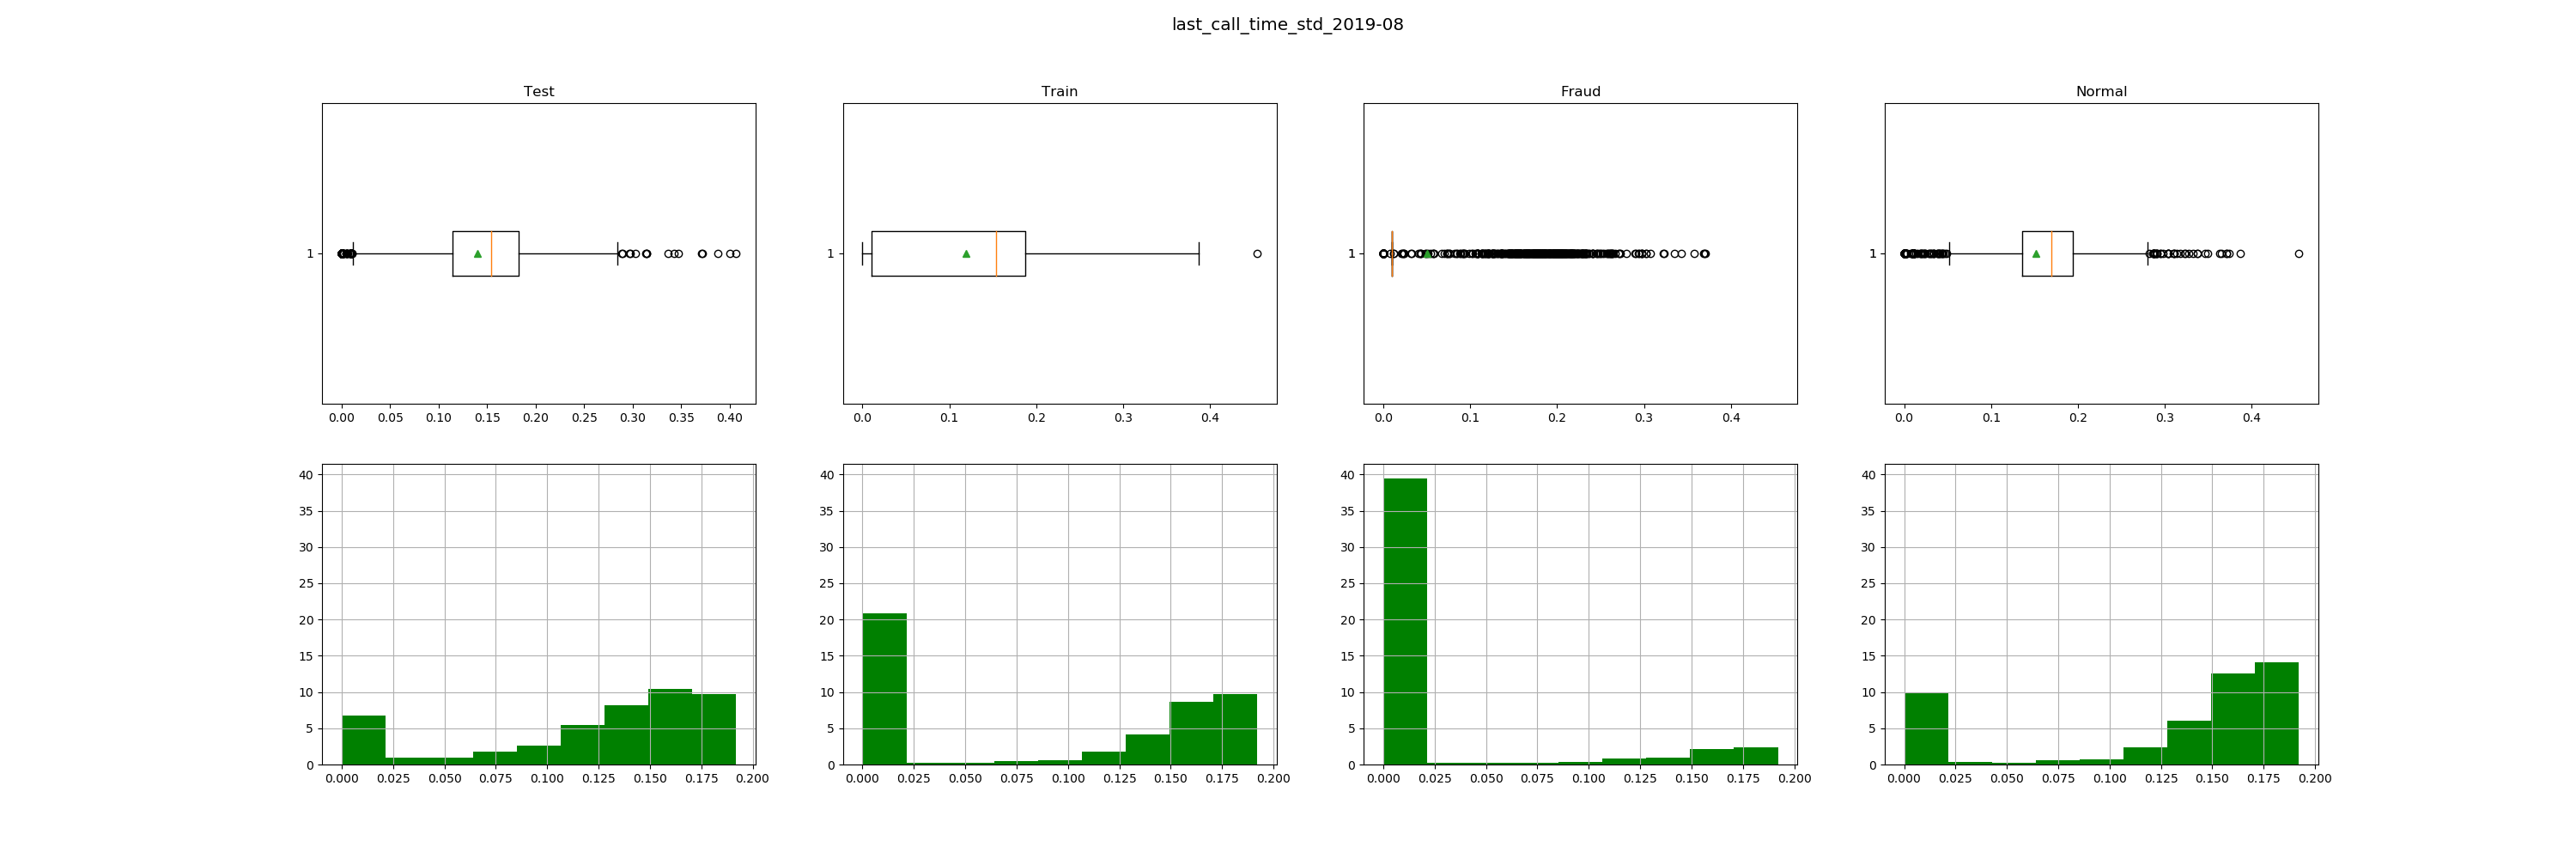 last_call_time_std_2019-08
Test Train Fraud Normal
1 1 1 1
0.00 0.05 0.10 0.15 0.20 0.25 0.30 0.35 0.40 0.0 0.1 0.2 0.3 0.4 0.0 0.1 0.2 0.3 0.4 0.0 0.1 0.2 0.3 0.4
40 40 40 40
35 35 35 35
30 30 30 30
25 25 25 25
20 20 20 20
15 15 15 15
10 10 10 10
5 5 5 5
0 0 0 0
0.000 0.025 0.050 0.075 0.100 0.125 0.150 0.175 0.200 0.000 0.025 0.050 0.075 0.100 0.125 0.150 0.175 0.200 0.000 0.025 0.050 0.075 0.100 0.125 0.150 0.175 0.200 0.000 0.025 0.050 0.075 0.100 0.125 0.150 0.175 0.200